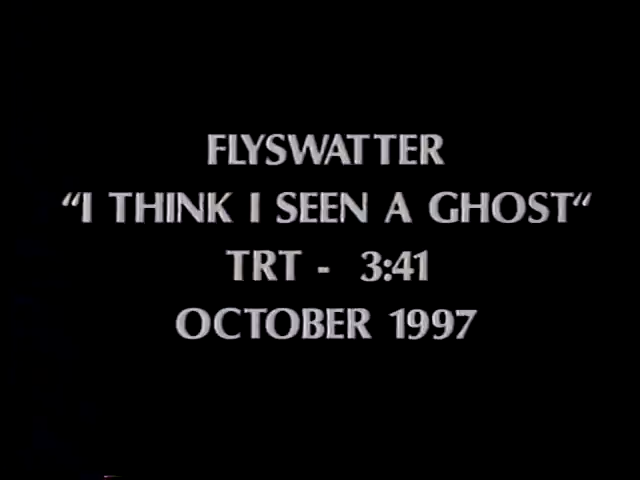 FLYSWATTER
“I THINK I SEEN A GHOST“
TRT - 3:41
OCTOBER 1997